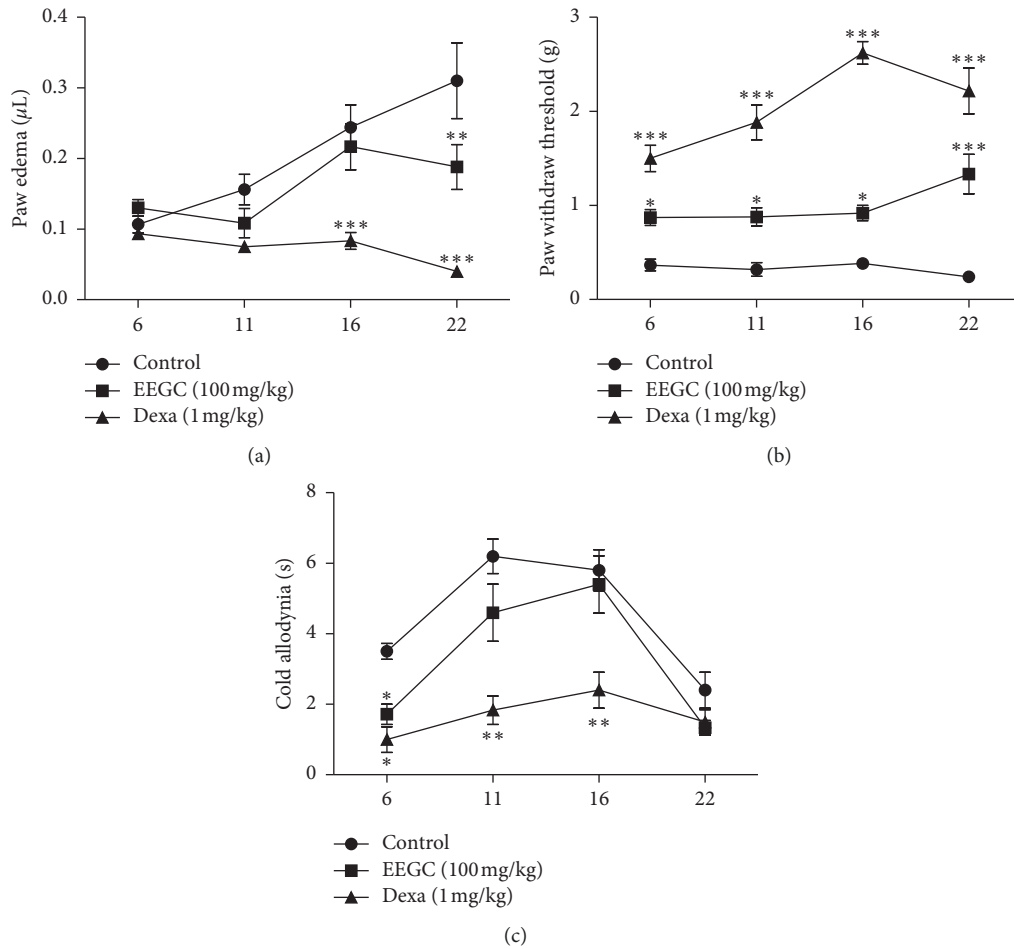 0.4
0.3
0.2
0.1
0.0
Paw edema (μL)
**
***
***
6 11 16 22
Control
EEGC (100 mg/kg)
Dexa (1 mg/kg)
(a)
3
2
1
0
Paw withdraw threshold (g)
***
***
***
***
***
* * *
6 11 16 22
Control
EEGC (100 mg/kg)
Dexa (1 mg/kg)
(b)
8
6
4
2
0
Cold allodynia (s)
*
*
** **
6 11 16 22
Control
EEGC (100 mg/kg)
Dexa (1 mg/kg)
(c)